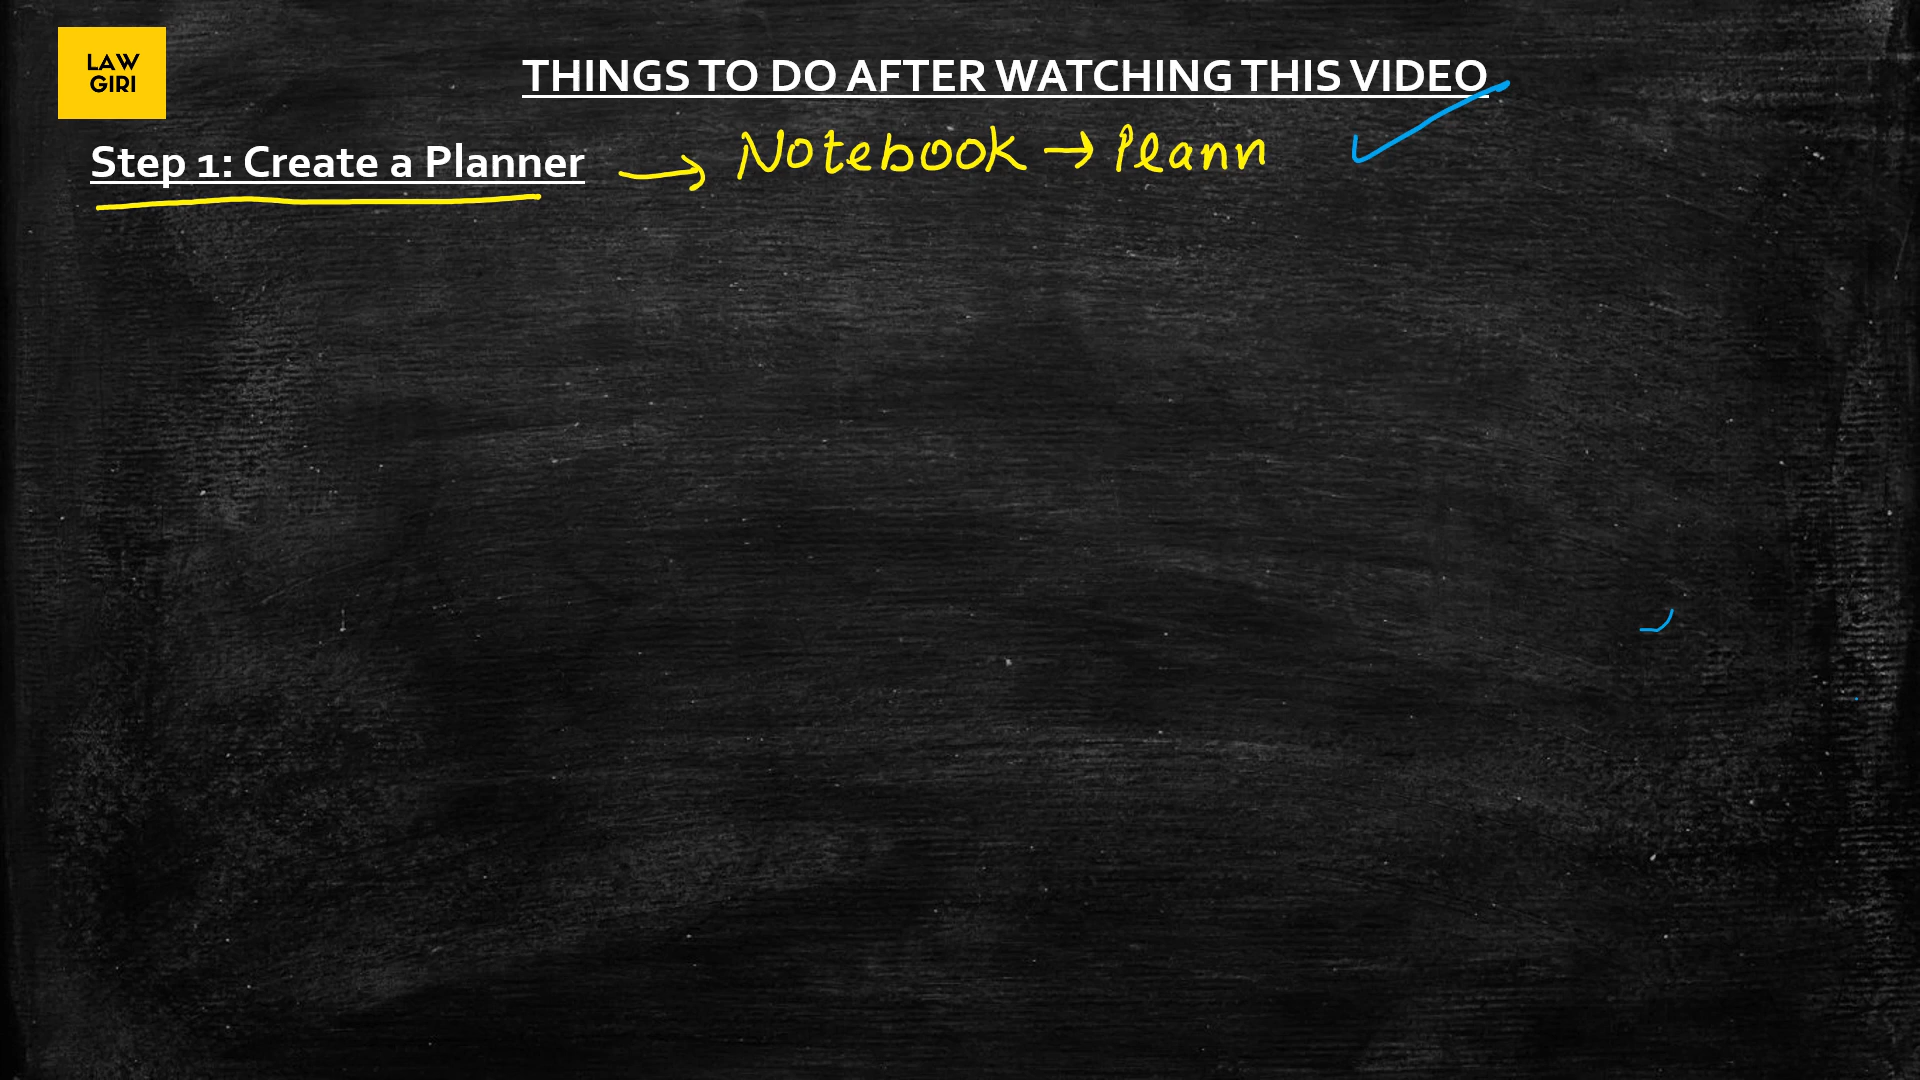 LAW
GIRI
THINGS TO DO AFTER WATCHING THIS VIDEO
Step 1: Create a Planner → Notebook → Plann